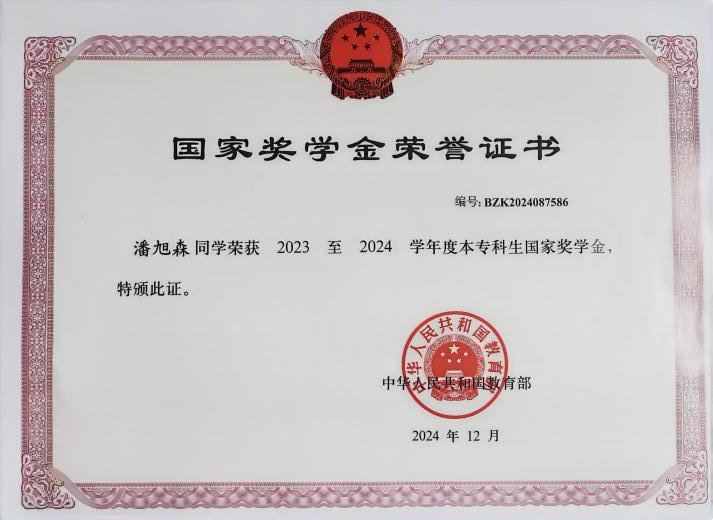 国家奖学金荣誉证书
编号: BZK2024087586
潘旭森 同学荣获 2023 至 2024 学年度本专科生国家奖学金，
特颁此证。
中华人民共和国教育部
中华人民共和国教育部
2024 年 12 月